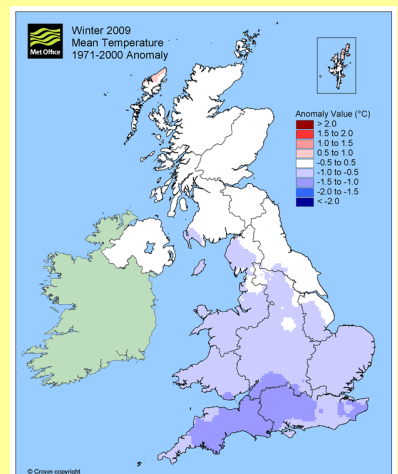 Met Office
Winter 2009
Mean Temperature
1971-2000 Anomaly
Anomaly Value (°C)
> 2.0
1.5 to 2.0
1.0 to 1.5
0.5 to 1.0
-0.5 to 0.5
-1.0 to -0.5
-1.5 to -1.0
-2.0 to -1.5
< -2.0
© Crown copyright